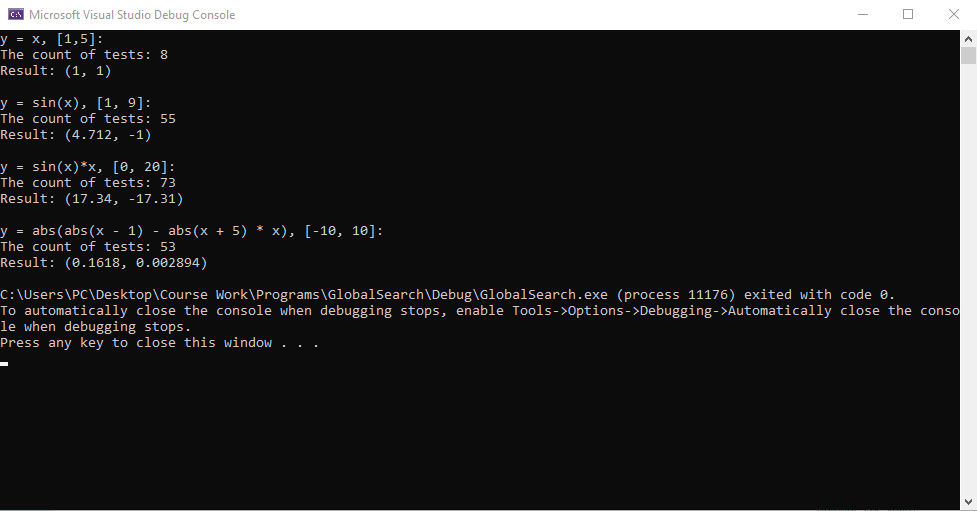 Microsoft Visual Studio Debug Console
y = x, [1,5]:
The count of tests: 8
Result: (1, 1)
y = sin(x), [1, 9]:
The count of tests: 55
Result: (4.712, -1)
y = sin(x)*x, [0, 20]:
The count of tests: 73
Result: (17.34, -17.31)
y = abs(abs(x - 1) - abs(x + 5) * x), [-10, 10]:
The count of tests: 53
Result: (0.1618, 0.002894)
C:\Users\PC\Desktop\Course Work\Programs\GlobalSearch\Debug\GlobalSearch.exe (process 11176) exited with code 0.
To automatically close the console when debugging stops, enable Tools->Options->Debugging->Automatically close the conso
le when debugging stops.
Press any key to close this window . . .